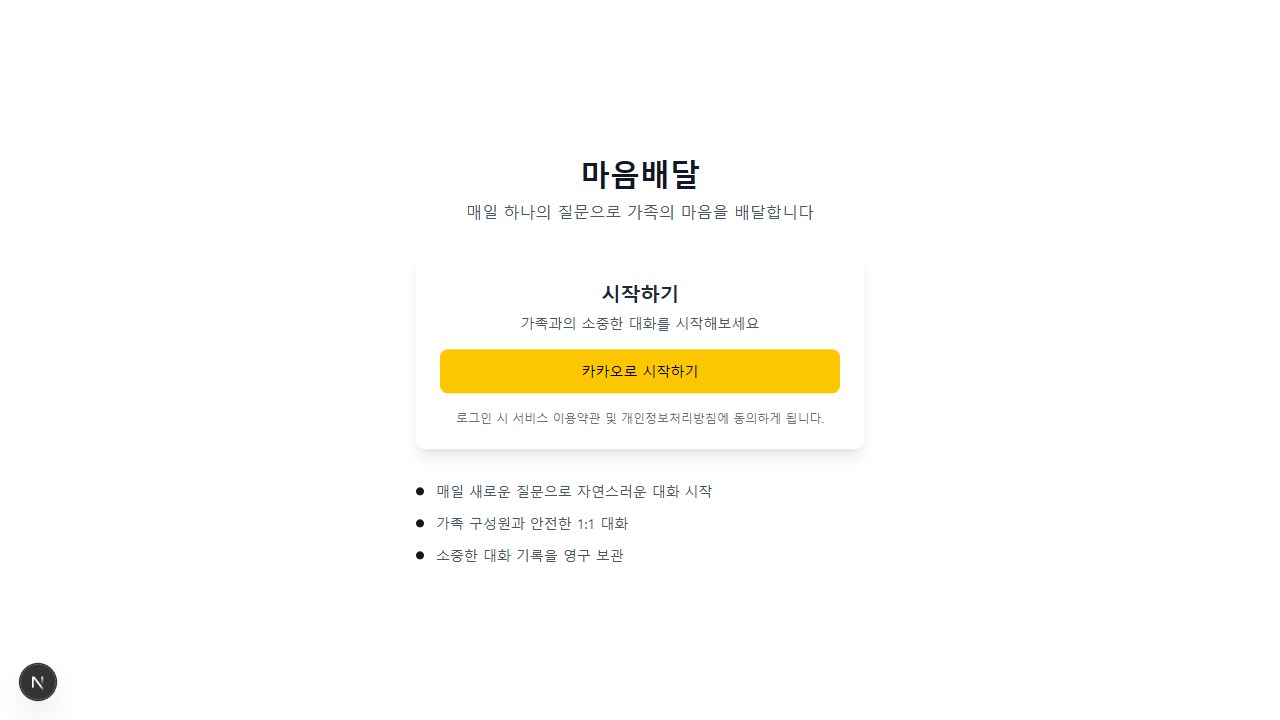 마음배달
매일 하나의 질문으로 가족의 마음을 배달합니다
시작하기
가족과의 소중한 대화를 시작해보세요
카카오로 시작하기
로그인 시 서비스 이용약관 및 개인정보처리방침에 동의하게 됩니다.
매일 새로운 질문으로 자연스러운 대화 시작
가족 구성원과 안전한 1:1 대화
소중한 대화 기록을 영구 보관
N